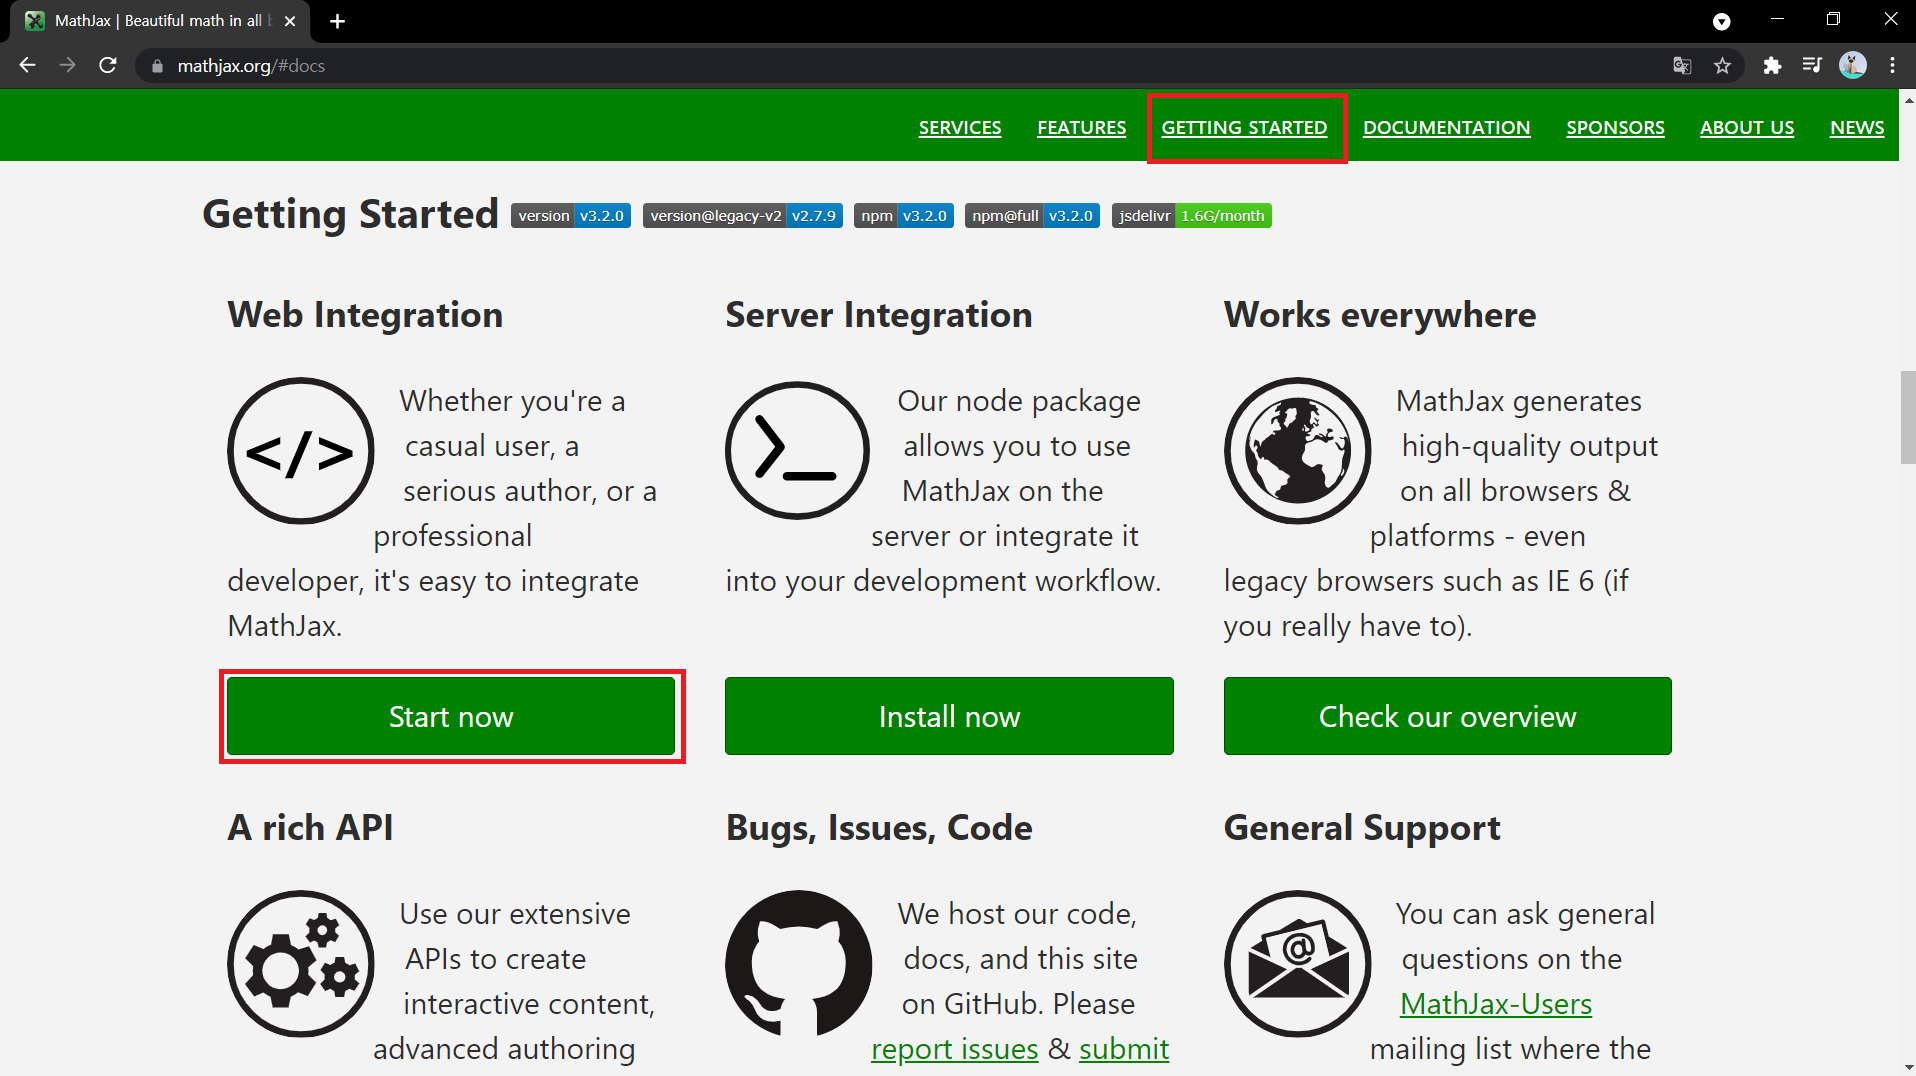 MathJax | Beautiful math in all
mathjax.org/#docs
SERVICES FEATURES GETTING STARTED DOCUMENTATION SPONSORS ABOUT US NEWS
Getting Started version v3.2.0 version@legacy-v2 v2.7.9 npm v3.2.0 npm@full v3.2.0 jsdelivr 1.6G/month
Web Integration
</>
Whether you're a
casual user, a
serious author, or a
professional
developer, it's easy to integrate
MathJax.
Start now
Server Integration
Our node package
allows you to use
MathJax on the
server or integrate it
into your development workflow.
Install now
Works everywhere
MathJax generates
high-quality output
on all browsers &
platforms - even
legacy browsers such as IE 6 (if
you really have to).
Check our overview
A rich API
Use our extensive
APIs to create
interactive content,
advanced authoring
Bugs, Issues, Code
We host our code,
docs, and this site
on GitHub. Please
report issues & submit
General Support
@
You can ask general
questions on the
MathJax-Users
mailing list where the